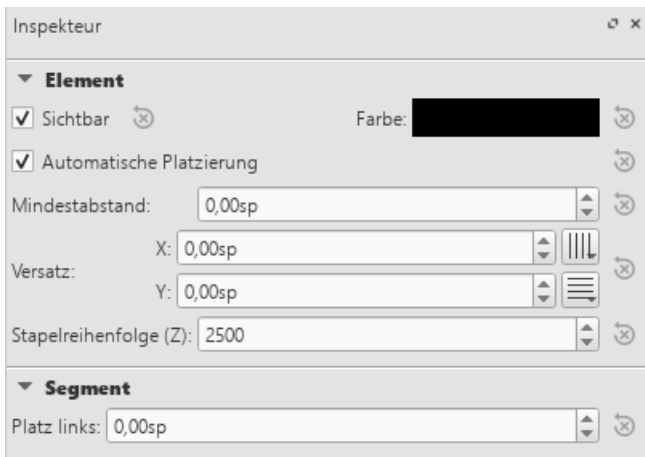 Inspekteur
Element
Sichtbar Farbe:
Automatische Platzierung
Mindestabstand: 0,00sp
X: 0,00sp
Versatz:
Y: 0,00sp
Stapelreihenfolge (Z): 2500
Segment
Platz links: 0,00sp